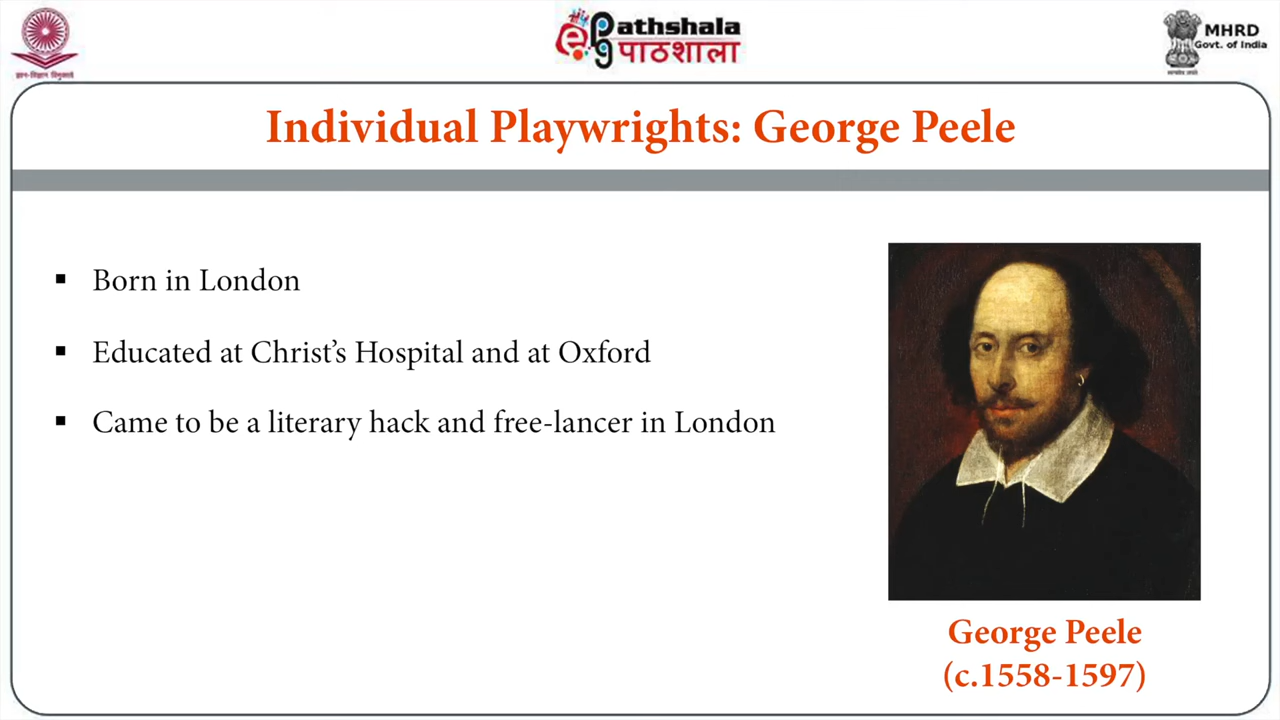 ePathshala
पाठशाला
MHRD
Govt. of India
Individual Playwrights: George Peele
▪ Born in London
▪ Educated at Christ’s Hospital and at Oxford
▪ Came to be a literary hack and free-lancer in London
George Peele
(c.1558-1597)